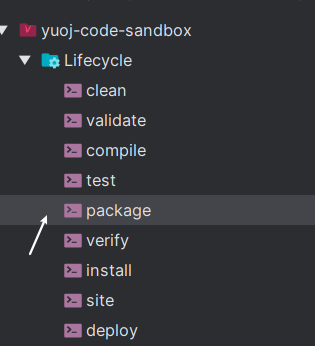 yuoj-code-sandbox
Lifecycle
clean
validate
compile
test
package
verify
install
site
deploy